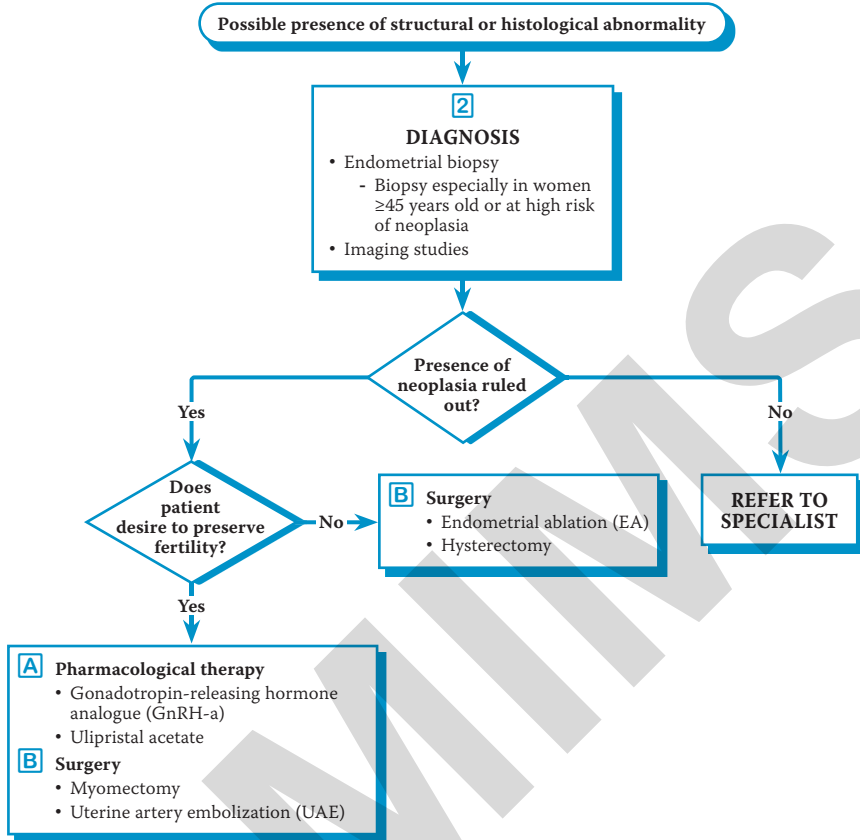 Possible presence of structural or histological abnormality
2
DIAGNOSIS
• Endometrial biopsy
- Biopsy especially in women
≥45 years old or at high risk
of neoplasia
• Imaging studies
Presence of
neoplasia ruled
out?
Yes
No
Does
patient
desire to preserve
fertility?
No
B Surgery
• Endometrial ablation (EA)
• Hysterectomy
REFER TO
SPECIALIST
Yes
A Pharmacological therapy
• Gonadotropin-releasing hormone
analogue (GnRH-a)
• Ulipristal acetate
B Surgery
• Myomectomy
• Uterine artery embolization (UAE)
MIMS